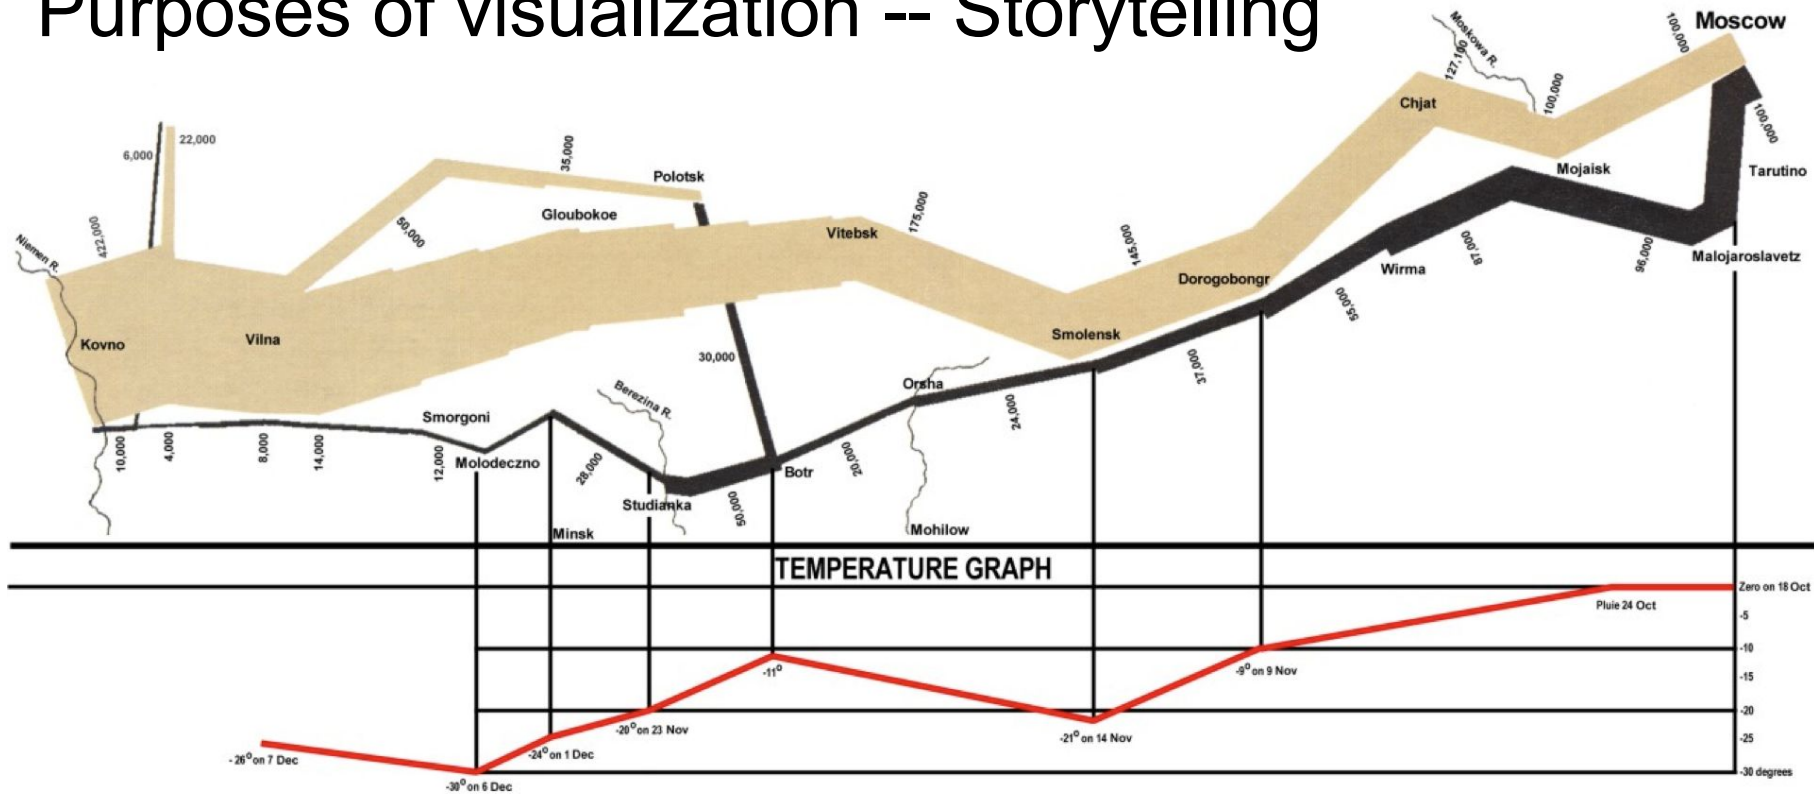 Purposes of visualization -- Storytelling
Moscow
100,000
Moskowa R.
127,100
100,000
Chjat
100,000
22,000
6,000
35,000
Mojaisk
Tarutino
Polotsk
Gloubokoe
50,000
422,000
Niemen R.
175,000
Vitebsk
145,000
87,000
96,000
Malojaroslavetz
Wirma
Dorogobongr
55,000
Kovno
Vilna
Smolensk
30,000
37,000
Orsha
Berezina R.
24,000
Smorgoni
10,000
4,000
8,000
14,000
12,000
Molodeczno
28,000
20,000
Botr
Studianka
50,000
Minsk
Mohilow
TEMPERATURE GRAPH
Zero on 18 Oct
Pluie 24 Oct
-5
-10
-9° on 9 Nov
-11°
-15
-20
-20° on 23 Nov
-21° on 14 Nov
-25
-24° on 1 Dec
-26° on 7 Dec
-30 degrees
-30° on 6 Dec